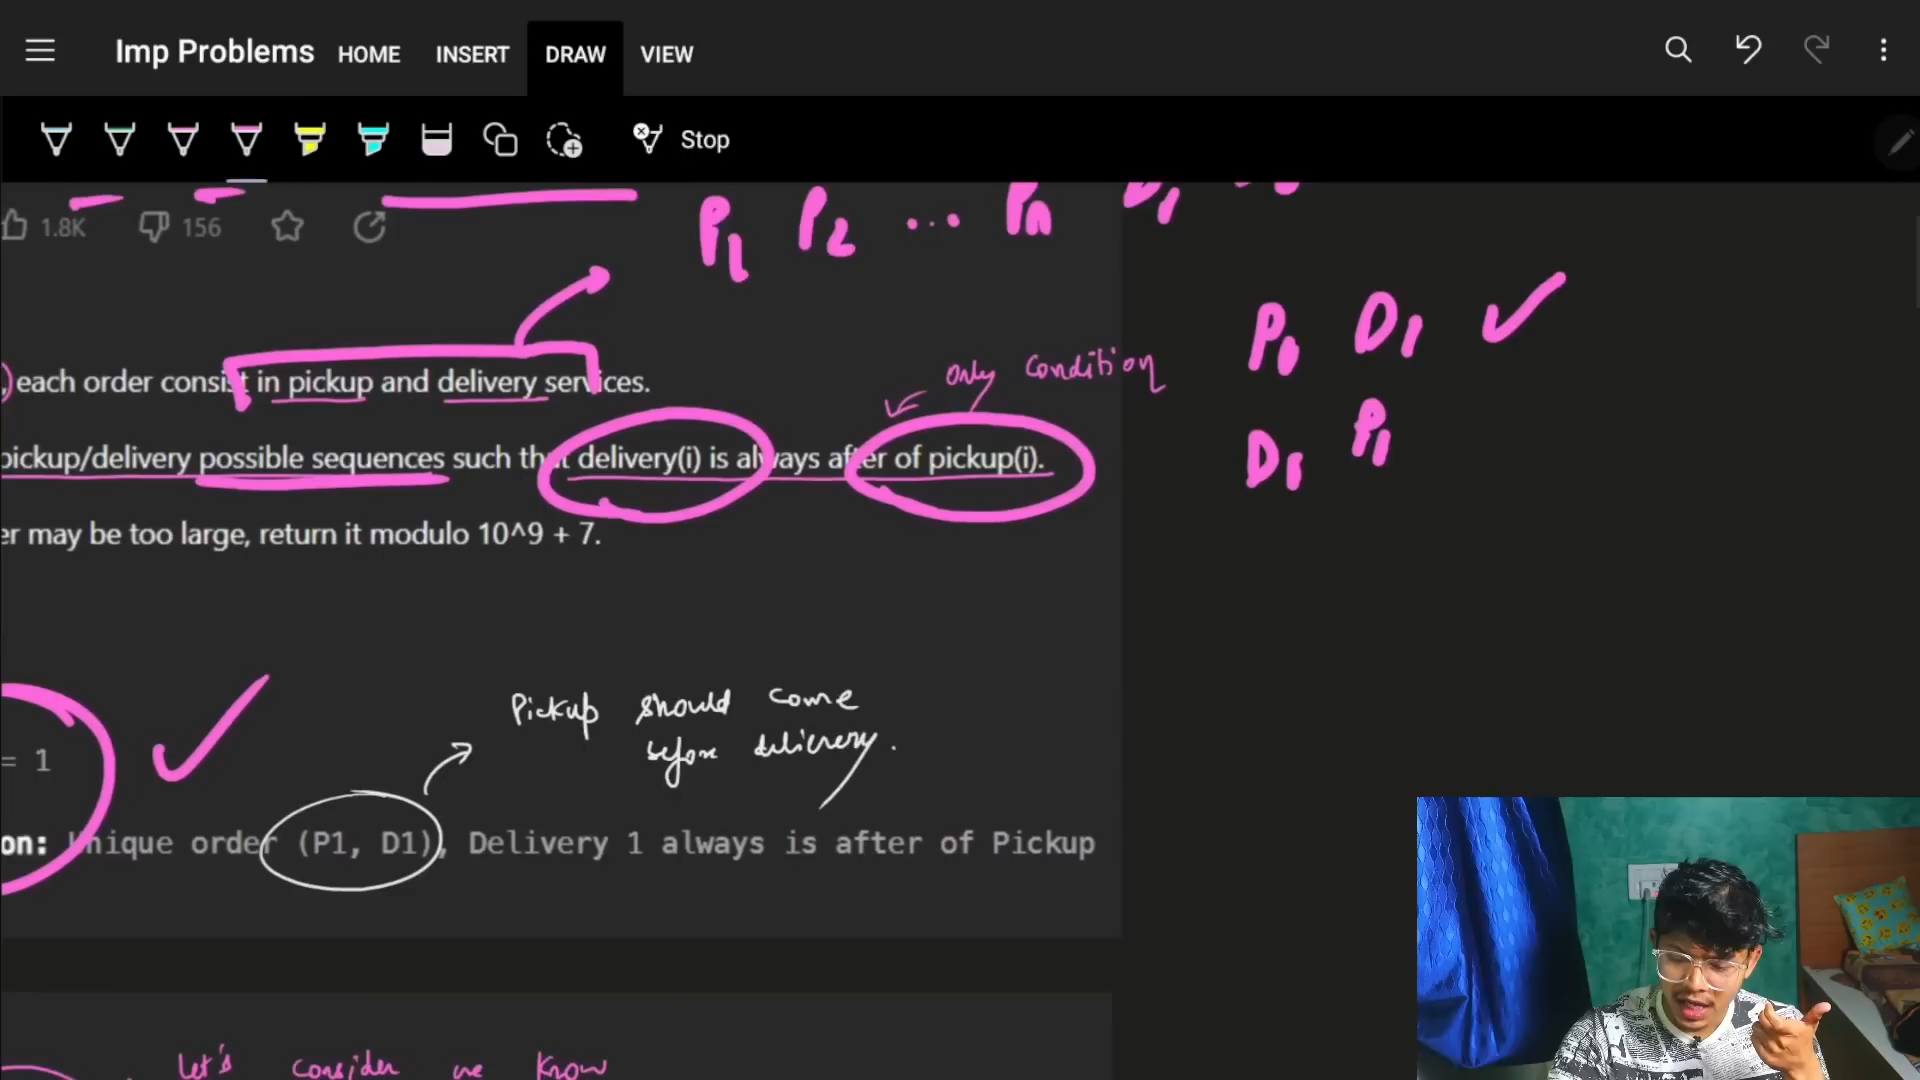 Imp Problems HOME INSERT DRAW VIEW
Stop
1.8K 156
P1 P2 ... Pn D1
P1 D1
each order consist in pickup and delivery services.
only condition
D1 P1
pickup/delivery possible sequences such that delivery(i) is always after of pickup(i).
er may be too large, return it modulo 10^9 + 7.
Pickup should come
before delivery.
= 1
on: Unique order (P1, D1), Delivery 1 always is after of Pickup
Let's consider we know